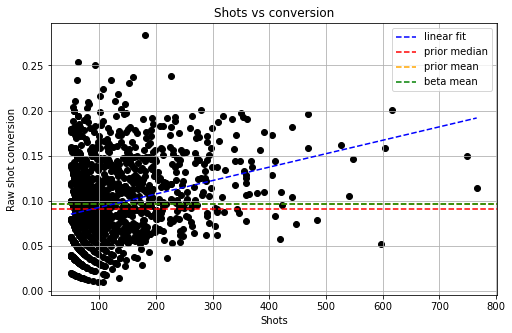 Shots vs conversion
linear fit
prior median
prior mean
beta mean
Raw shot conversion
0.25
0.20
0.15
0.10
0.05
0.00
100 200 300 400 500 600 700 800
Shots